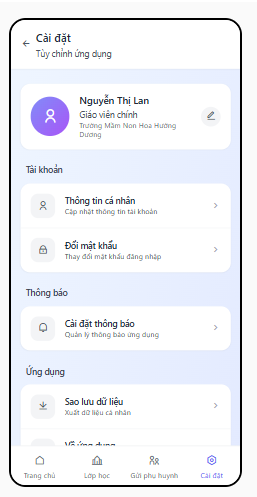 Cài đặt
Tùy chỉnh ứng dụng
Nguyễn Thị Lan
Giáo viên chính
Trường Mầm Non Hoa Hướng
Dương
Tài khoản
Thông tin cá nhân
Cập nhật thông tin tài khoản
Đổi mật khẩu
Thay đổi mật khẩu đăng nhập
Thông báo
Cài đặt thông báo
Quản lý thông báo ứng dụng
Ứng dụng
Sao lưu dữ liệu
Xuất dữ liệu cá nhân
Về ứng dụng
Trang chủ
Lớp học
Gửi phụ huynh
Cài đặt